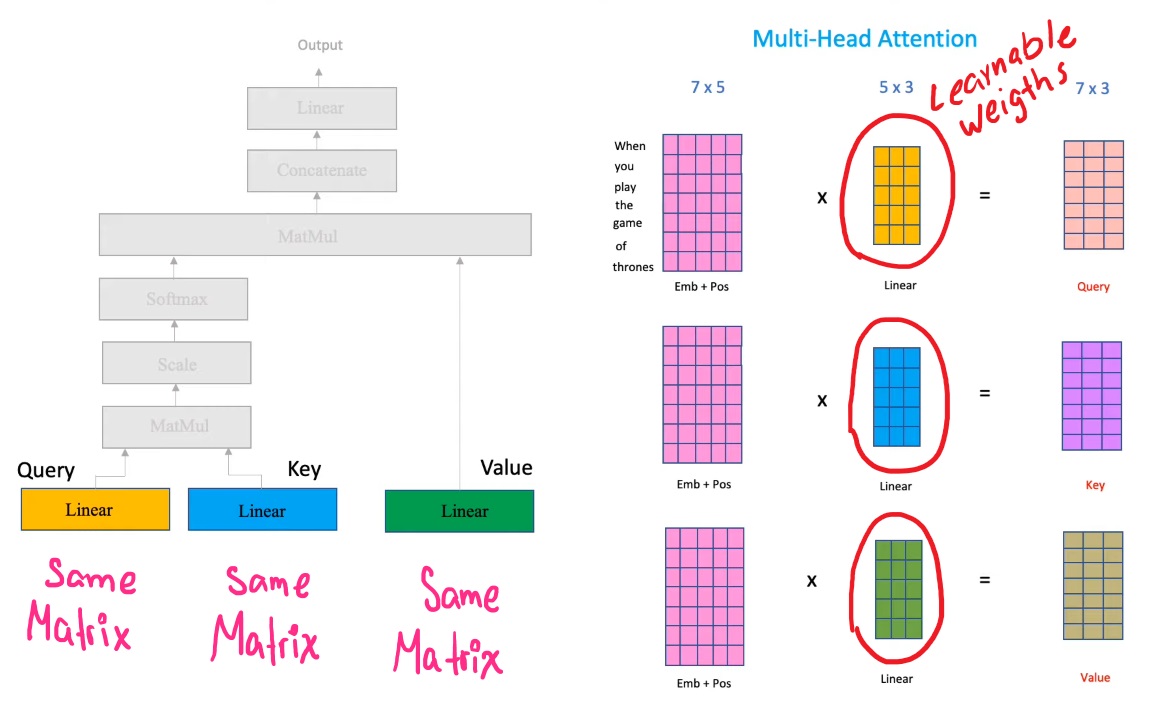 Output
Linear
Concatenate
MatMul
Softmax
Scale
MatMul
Query
Key
Value
Linear
Linear
Linear
Same
Matrix
Same
Matrix
Same
Matrix
Multi-Head Attention
7 x 5
5 x 3
7 x 3
Learnable
weigths
When
you
play
the
game
of
thrones
x
=
Emb + Pos
Linear
Query
x
=
Emb + Pos
Linear
Key
x
=
Emb + Pos
Linear
Value